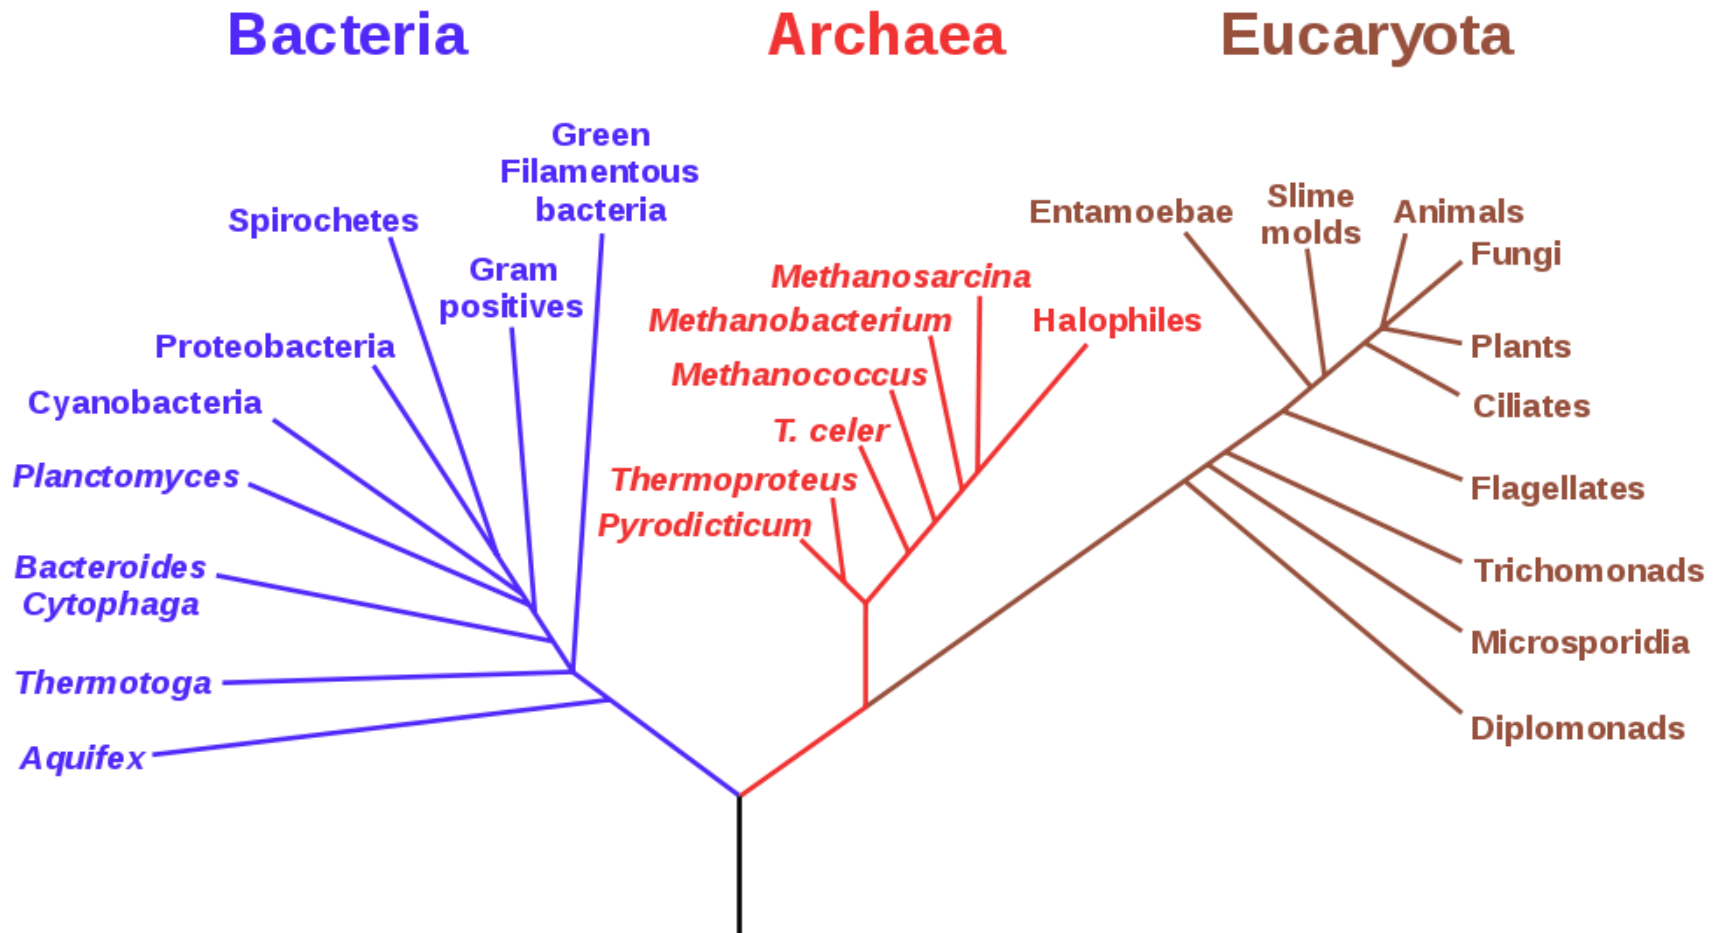 Bacteria
Archaea
Eucaryota
Green
Filamentous
bacteria
Spirochetes
Gram
positives
Proteobacteria
Cyanobacteria
Planctomyces
Bacteroides
Cytophaga
Thermotoga
Aquifex
Methanosarcina
Methanobacterium
Halophiles
Methanococcus
T. celer
Thermoproteus
Pyrodicticum
Entamoebae
Slime
molds
Animals
Fungi
Plants
Ciliates
Flagellates
Trichomonads
Microsporidia
Diplomonads